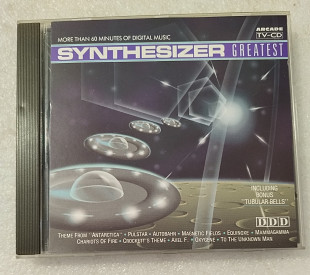 MORE THAN 60 MINUTES OF DIGITAL MUSIC
ARCADE
TV-CD
SYNTHESIZER GREATEST
INCLUDING
BONUS
"TUBULAR BELLS"
DDD
THEME FROM "ANTARCTICA" • PULSTAR • AUTOBAHN • MAGNETIC FIELDS • EQUINOXE • MAMMAGAMMA
CHARIOTS OF FIRE • CROCKETT'S THEME • AXEL F. • OXYGENE • TO THE UNKNOWN MAN